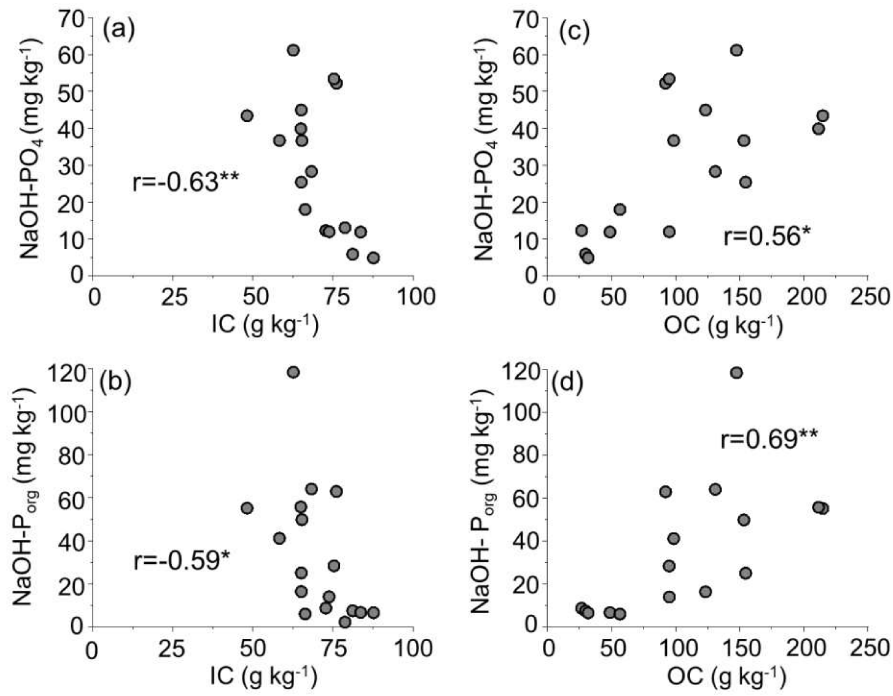 (a)
NaOH-PO₄ (mg kg⁻¹)
70
60
50
40
30
20
10
0
r=-0.63**
0 25 50 75 100
IC (g kg⁻¹)
(c)
NaOH-PO₄ (mg kg⁻¹)
70
60
50
40
30
20
10
0
r=0.56*
0 50 100 150 200 250
OC (g kg⁻¹)
(b)
NaOH-Pₒᵣg (mg kg⁻¹)
120
100
80
60
40
20
0
r=-0.59*
0 25 50 75 100
IC (g kg⁻¹)
(d)
NaOH- Pₒᵣg (mg kg⁻¹)
120
100
80
60
40
20
0
r=0.69**
0 50 100 150 200 250
OC (g kg⁻¹)